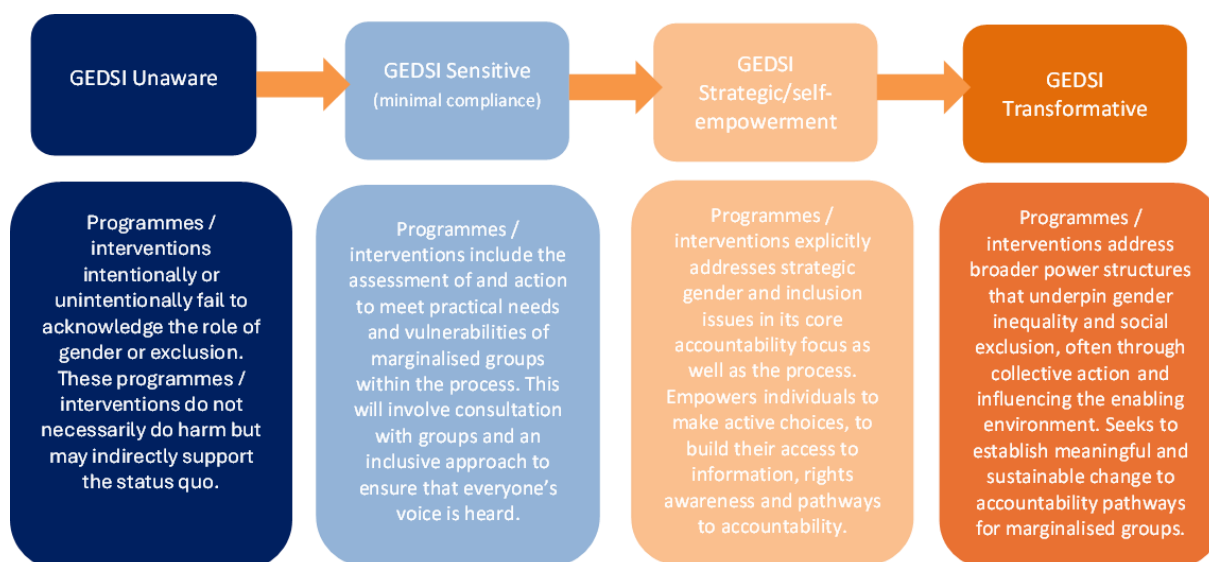 GEDSI Unaware
GEDSI Sensitive
(minimal compliance)
GEDSI
Strategic/self-
empowerment
GEDSI
Transformative
Programmes /
interventions
intentionally or
unintentionally fail to
acknowledge the role of
gender or exclusion.
These programmes /
interventions do not
necessarily do harm but
may indirectly support
the status quo.
Programmes /
interventions include the
assessment of and action
to meet practical needs
and vulnerabilities of
marginalised groups
within the process. This
will involve consultation
with groups and an
inclusive approach to
ensure that everyone’s
voice is heard.
Programmes /
interventions explicitly
addresses strategic
gender and inclusion
issues in its core
accountability focus as
well as the process.
Empowers individuals to
make active choices, to
build their access to
information, rights
awareness and pathways
to accountability.
Programmes /
interventions address
broader power structures
that underpin gender
inequality and social
exclusion, often through
collective action and
influencing the enabling
environment. Seeks to
establish meaningful and
sustainable change to
accountability pathways
for marginalised groups.